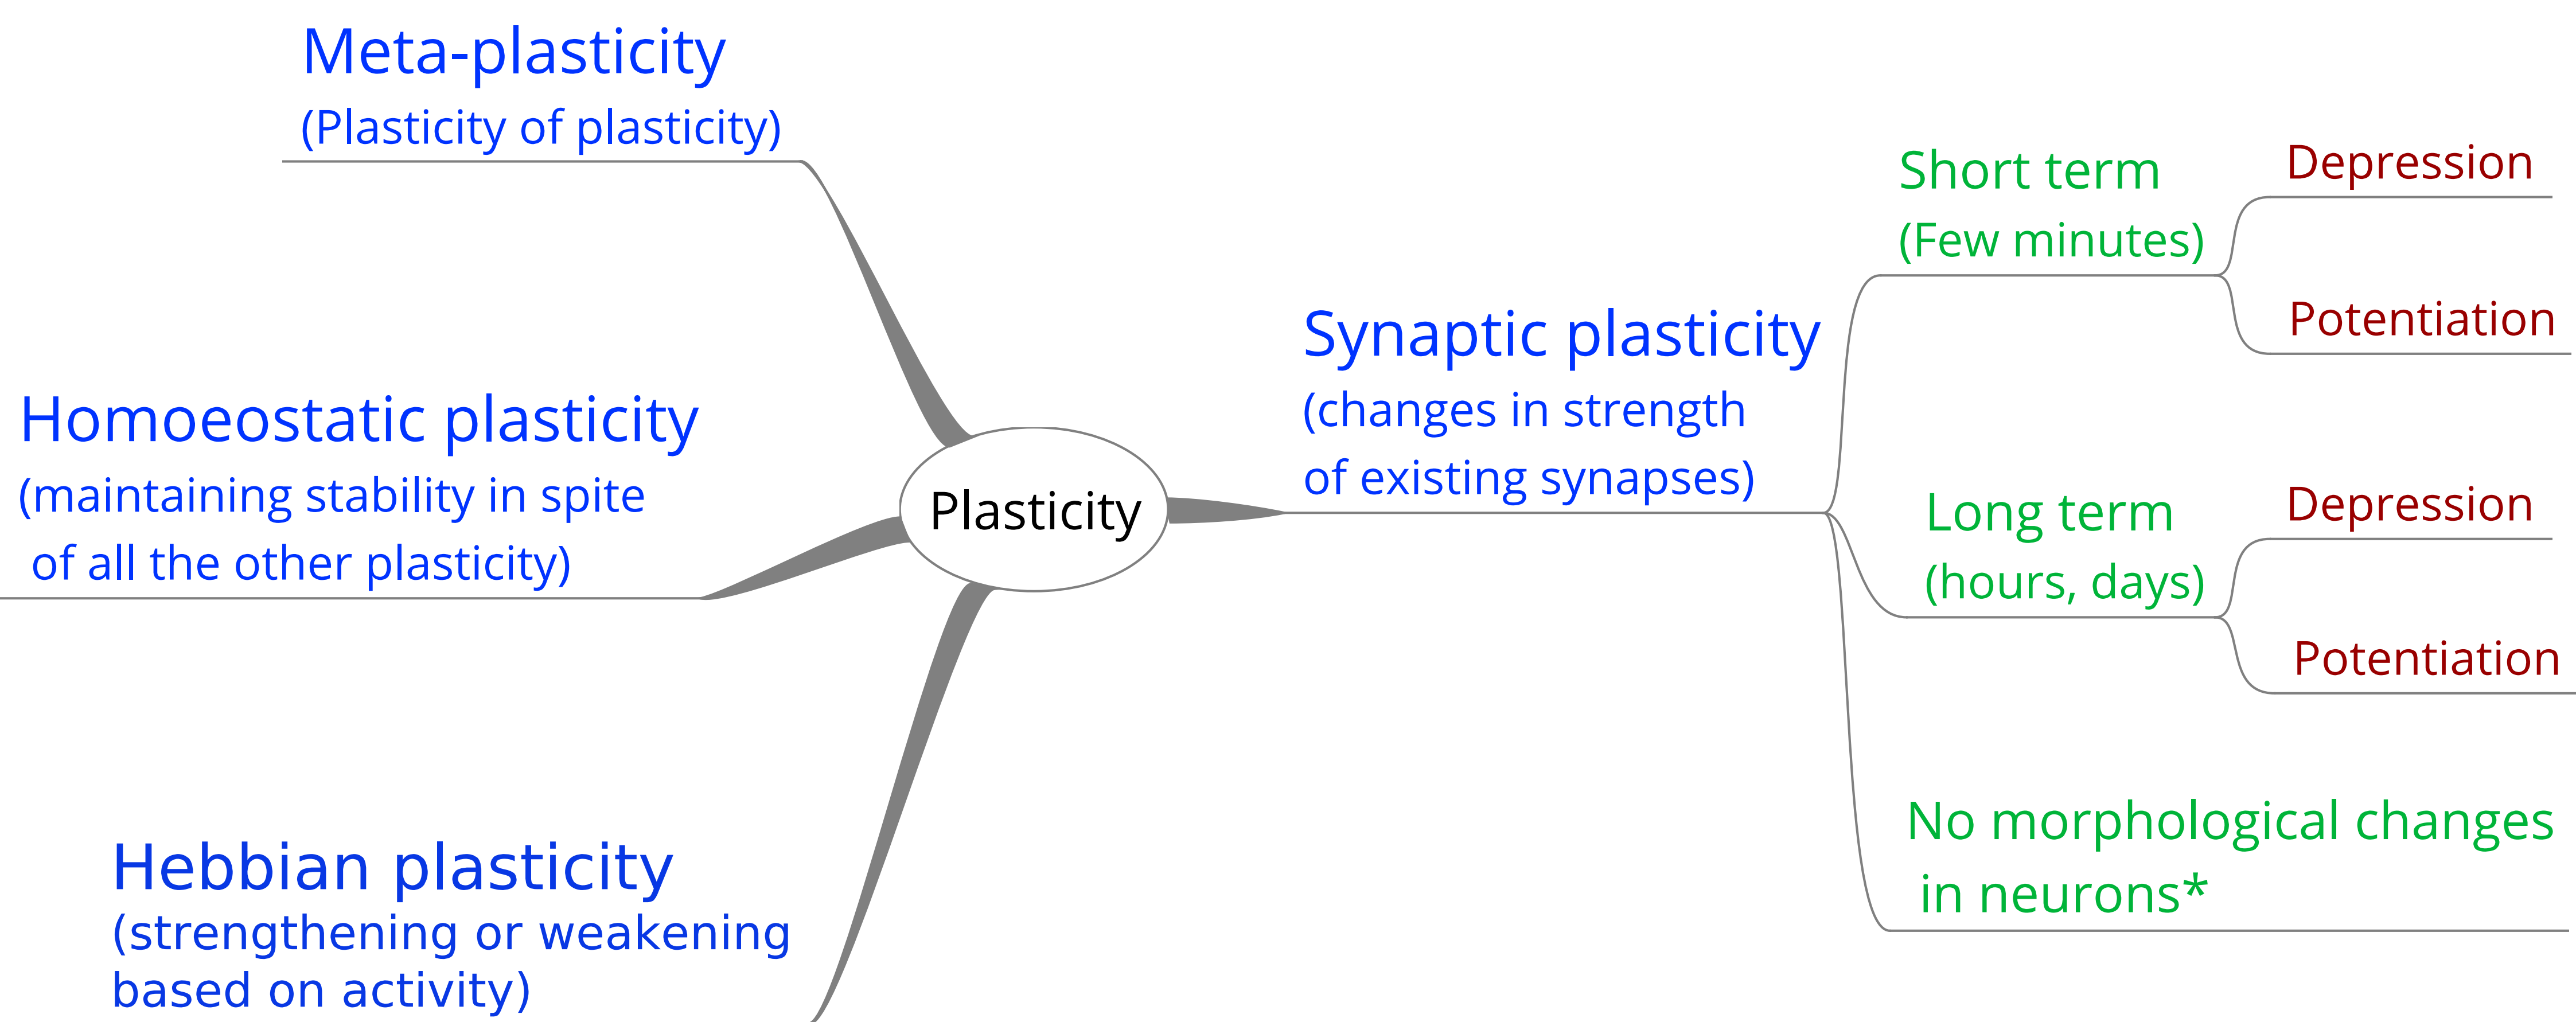 Meta-plasticity
(Plasticity of plasticity)
Homoeostatic plasticity
(maintaining stability in spite
of all the other plasticity)
Hebbian plasticity
(strengthening or weakening
based on activity)
Plasticity
Synaptic plasticity
(changes in strength
of existing synapses)
Short term
(Few minutes)
Depression
Potentiation
Long term
(hours, days)
Depression
Potentiation
No morphological changes
in neurons*